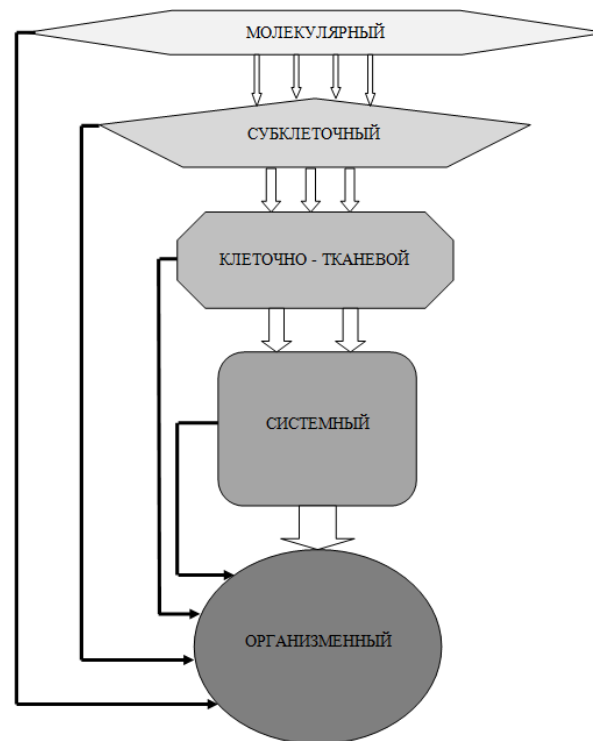 МОЛЕКУЛЯРНЫЙ
СУБКЛЕТОЧНЫЙ
КЛЕТОЧНО - ТКАНЕВОЙ
СИСТЕМНЫЙ
ОРГАНИЗМЕННЫЙ